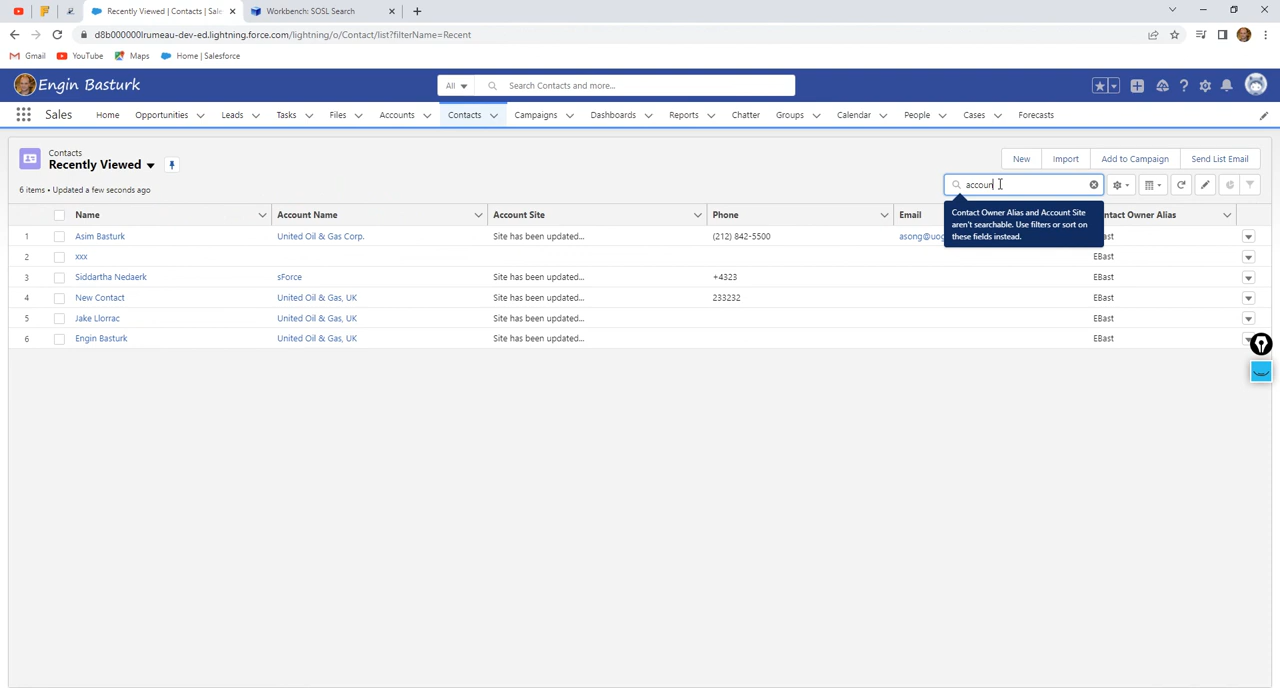 Recently Viewed | Contacts | Sale
Workbench: SOSL Search
d8b000000lrumeau-dev-ed.lightning.force.com/lightning/o/Contact/list?filterName=Recent
Gmail YouTube Maps Home | Salesforce
Engin Basturk
All Search Contacts and more...
Sales Home Opportunities Leads Tasks Files Accounts Contacts Campaigns Dashboards Reports Chatter Groups Calendar People Cases Forecasts
Contacts
Recently Viewed
New Import Add to Campaign Send List Email
6 items • Updated a few seconds ago
accoun
Contact Owner Alias and Account Site
aren't searchable. Use filters or sort on
these fields instead.
Name Account Name Account Site Phone Email ntact Owner Alias
1 Asim Basturk United Oil & Gas Corp. Site has been updated... (212) 842-5500 asong@uog ast
2 xxx EBast
3 Siddartha Nedaerk sForce Site has been updated... +4323 EBast
4 New Contact United Oil & Gas, UK Site has been updated... 233232 EBast
5 Jake Llorrac United Oil & Gas, UK Site has been updated... EBast
6 Engin Basturk United Oil & Gas, UK Site has been updated... EBast